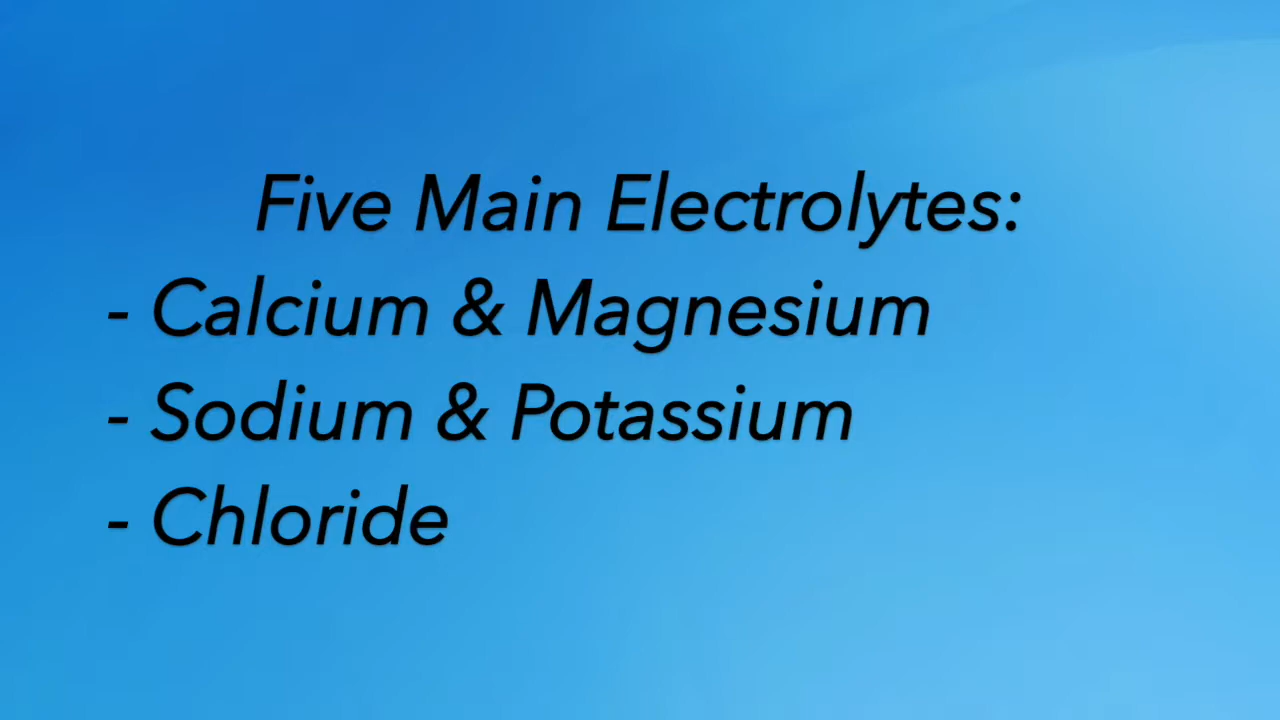 Five Main Electrolytes:
- Calcium & Magnesium
- Sodium & Potassium
- Chloride